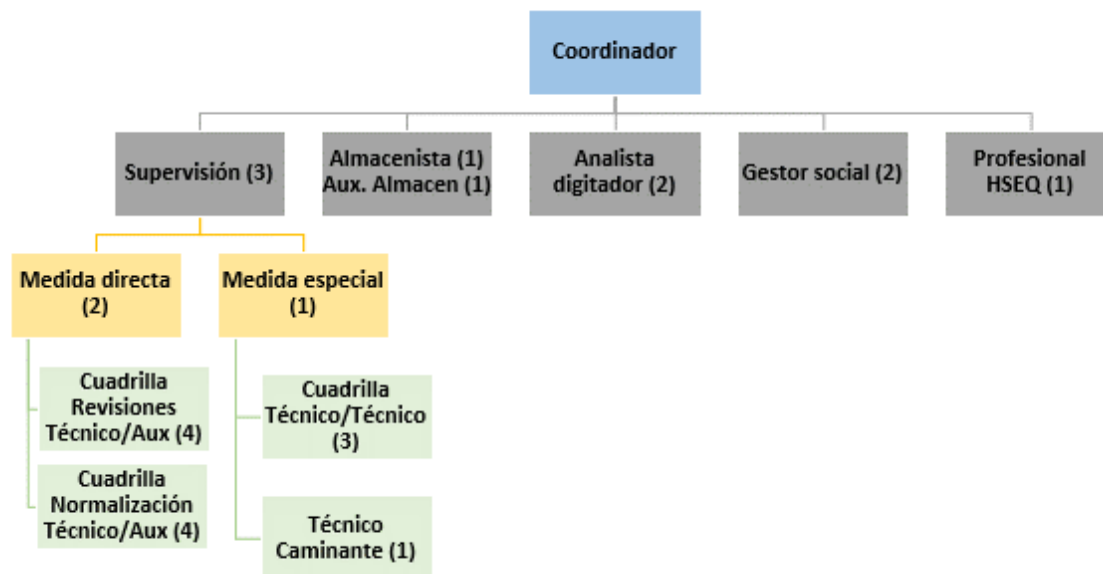 Coordinador
Supervisión (3)
Almacenista (1)
Aux. Almacen (1)
Analista
digitador (2)
Gestor social (2)
Profesional
HSEQ (1)
Medida directa
(2)
Medida especial
(1)
Cuadrilla
Revisiones
Técnico/Aux (4)
Cuadrilla
Normalización
Técnico/Aux (4)
Cuadrilla
Técnico/Técnico
(3)
Técnico
Caminante (1)